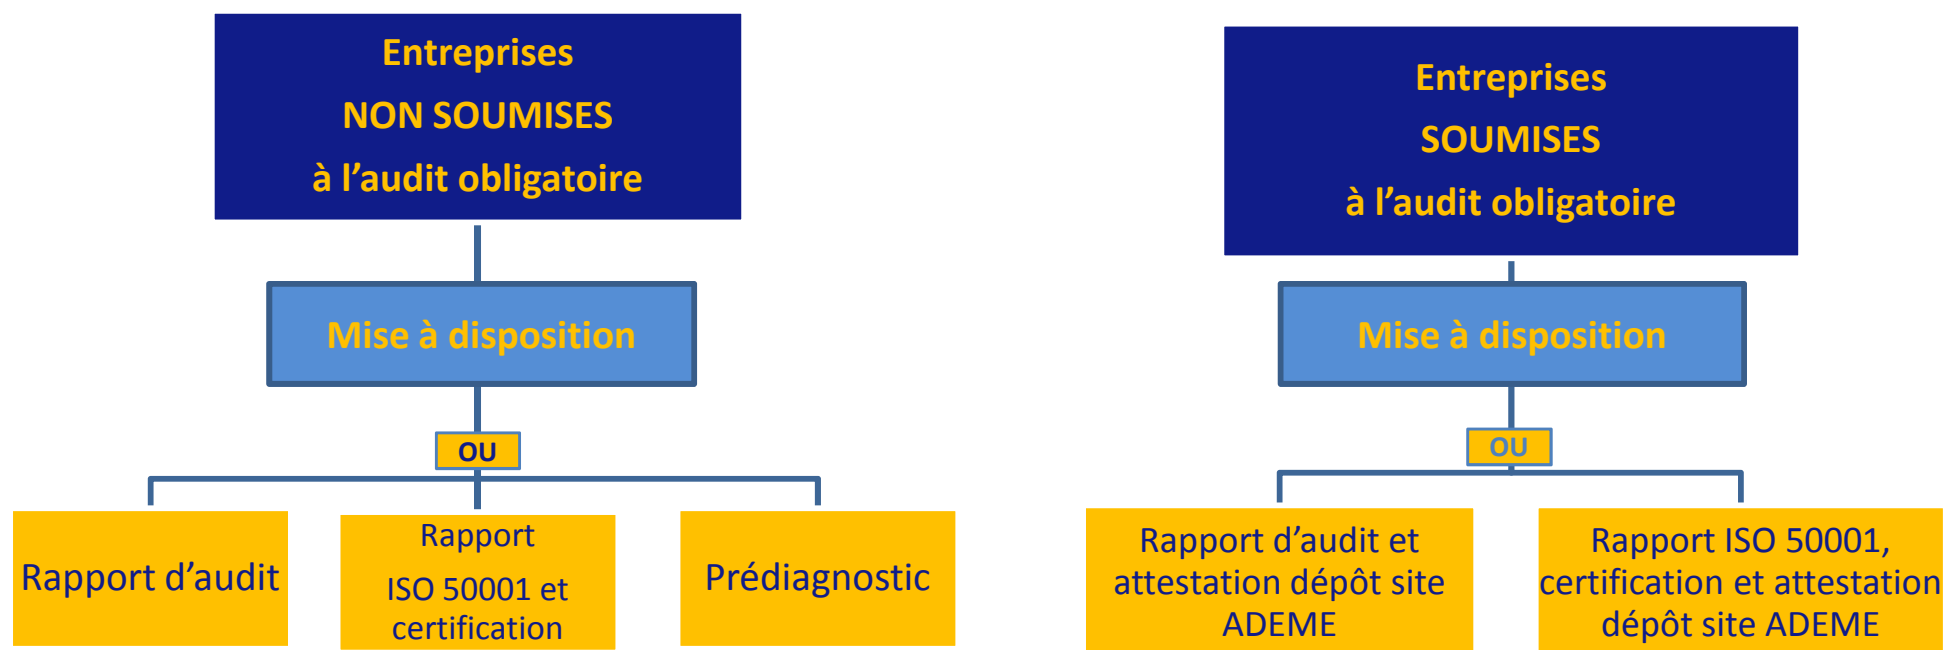 Entreprises
NON SOUMISES
à l’audit obligatoire
Mise à disposition
OU
Rapport d’audit
Rapport
ISO 50001 et
certification
Prédiagnostic
Entreprises
SOUMISES
à l’audit obligatoire
Mise à disposition
OU
Rapport d’audit et
attestation dépôt site
ADEME
Rapport ISO 50001,
certification et attestation
dépôt site ADEME